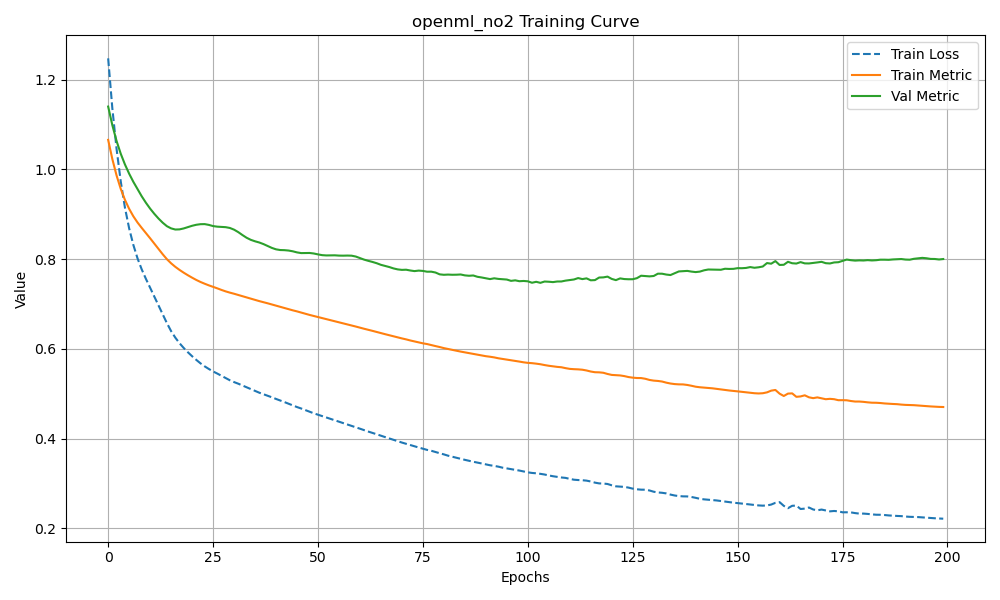 openml_no2 Training Curve
Train Loss
Train Metric
Val Metric
Value
1.2
1.0
0.8
0.6
0.4
0.2
0 25 50 75 100 125 150 175 200
Epochs